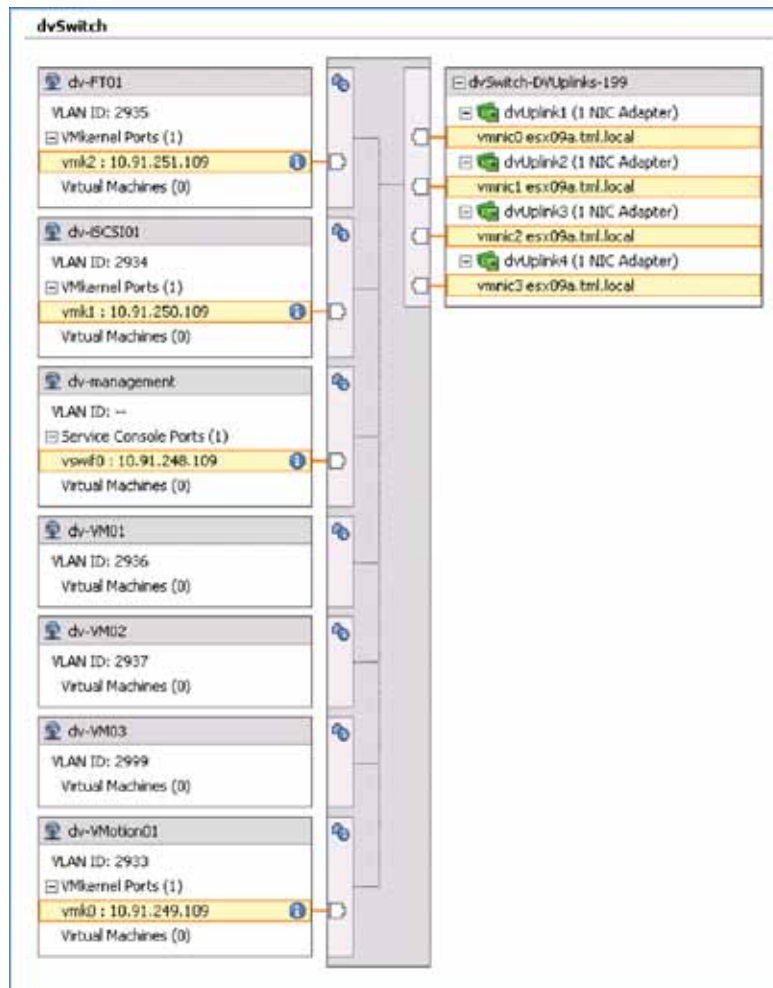 dvSwitch
dv-FT01
VLAN ID: 2935
VMkernel Ports (1)
vmk2 : 10.91.251.109
Virtual Machines (0)
dv-iSCSI01
VLAN ID: 2934
VMkernel Ports (1)
vmk1 : 10.91.250.109
Virtual Machines (0)
dv-management
VLAN ID: --
Service Console Ports (1)
vswif0 : 10.91.248.109
Virtual Machines (0)
dv-VM01
VLAN ID: 2936
Virtual Machines (0)
dv-VM02
VLAN ID: 2937
Virtual Machines (0)
dv-VM03
VLAN ID: 2999
Virtual Machines (0)
dv-VMotion01
VLAN ID: 2933
VMkernel Ports (1)
vmk0 : 10.91.249.109
Virtual Machines (0)
dvSwitch-DVUplinks-199
dvUplink1 (1 NIC Adapter)
vmnic0 esx09a.tml.local
dvUplink2 (1 NIC Adapter)
vmnic1 esx09a.tml.local
dvUplink3 (1 NIC Adapter)
vmnic2 esx09a.tml.local
dvUplink4 (1 NIC Adapter)
vmnic3 esx09a.tml.local